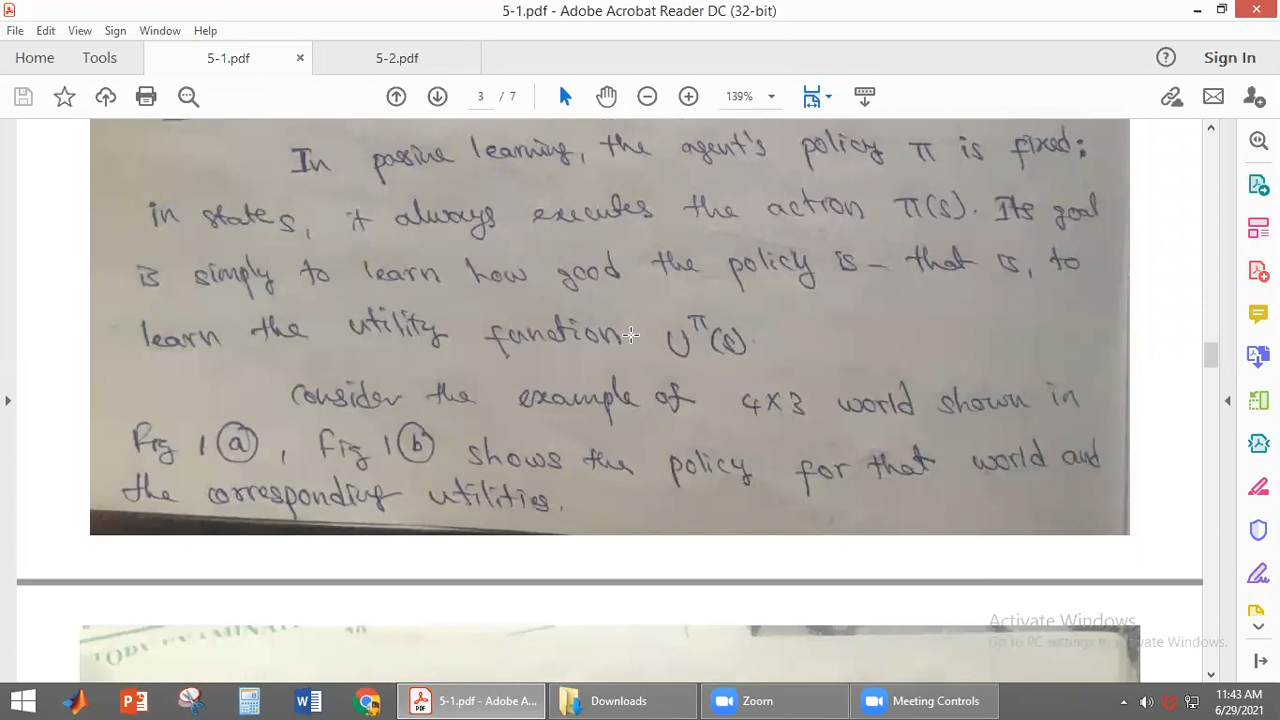 5-1.pdf - Adobe Acrobat Reader DC (32-bit)
File Edit View Sign Window Help
Home Tools 5-1.pdf × 5-2.pdf ? Sign In
3 / 7 139%
In passive learning, the agent's policy π is fixed:
in state s, it always executes the action π(s). Its goal
is simply to learn how good the policy is – that is, to
learn the utility function U^π(s).
Consider the example of 4×3 world shown in
Fig 1 (a), Fig 1 (b) shows the policy for that world and
the corresponding utilities.
Activate Windows
Go to PC settings to activate Windows.
5-1.pdf - Adobe A... Downloads Zoom Meeting Controls
11:43 AM
6/29/2021